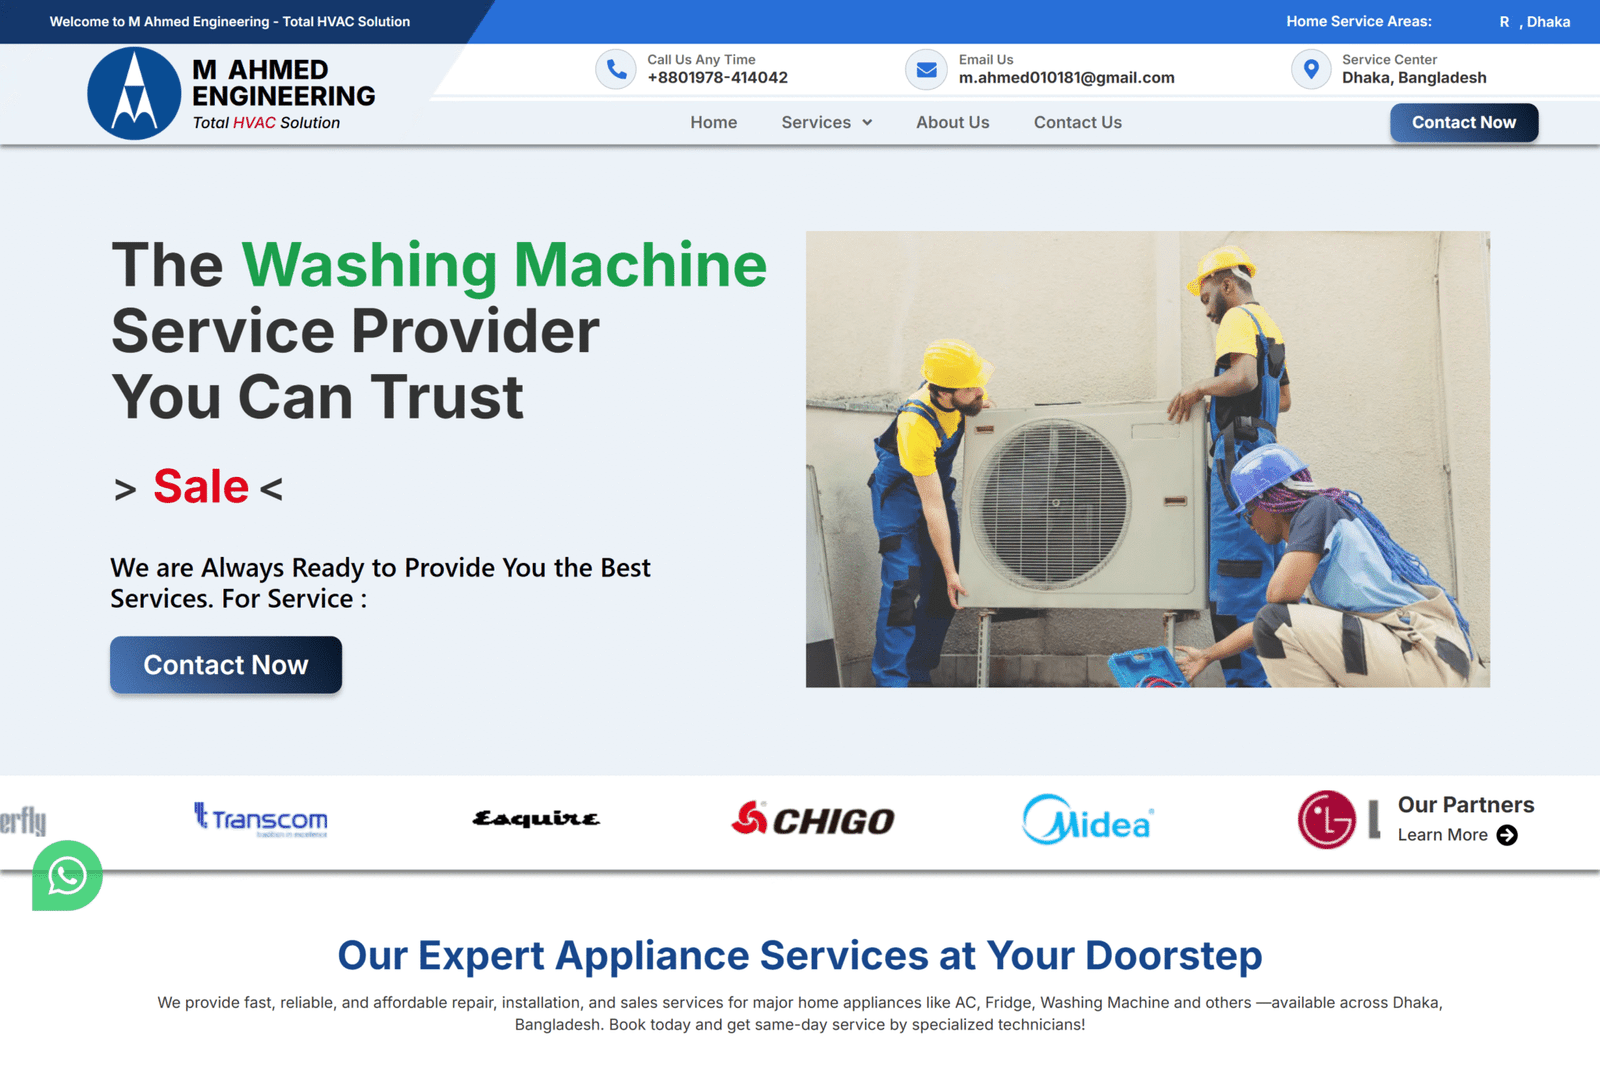 Welcome to M Ahmed Engineering - Total HVAC Solution
Home Service Areas:
R , Dhaka
M AHMED
ENGINEERING
Total HVAC Solution
Call Us Any Time
+8801978-414042
Email Us
m.ahmed010181@gmail.com
Service Center
Dhaka, Bangladesh
Home
Services
About Us
Contact Us
Contact Now
The Washing Machine
Service Provider
You Can Trust
> Sale <
We are Always Ready to Provide You the Best
Services. For Service :
Contact Now
erfly
Transcom
Esquire
CHIGO
Midea
LG
Our Partners
Learn More
Our Expert Appliance Services at Your Doorstep
We provide fast, reliable, and affordable repair, installation, and sales services for major home appliances like AC, Fridge, Washing Machine and others —available across Dhaka,
Bangladesh. Book today and get same-day service by specialized technicians!